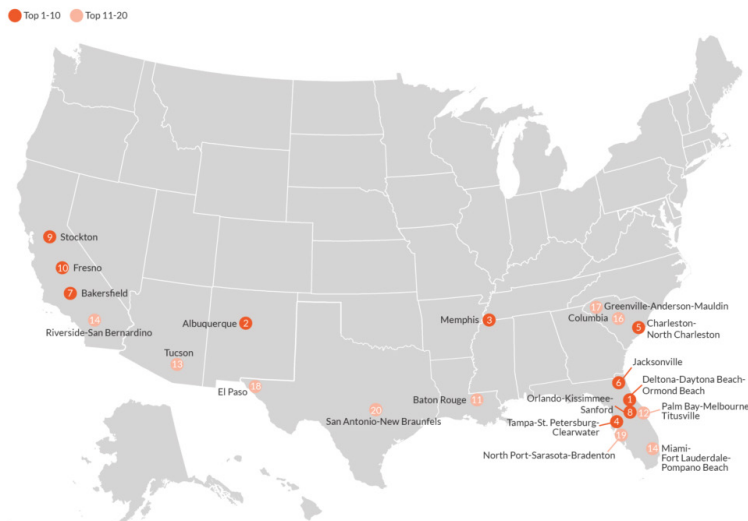 Top 1-10
Top 11-20
9 Stockton
10 Fresno
7 Bakersfield
14
Riverside-San Bernardino
Albuquerque 2
Tucson
13
El Paso 18
20
San Antonio-New Braunfels
Memphis 3
Baton Rouge 11
17 Greenville-Anderson-Mauldin
Columbia 16
5 Charleston-
North Charleston
Jacksonville
6
Deltona-Daytona Beach-
Ormond Beach
1
Orlando-Kissimmee-
Sanford
8
12 Palm Bay-Melbourne
Titusville
Tampa-St. Petersburg-
Clearwater
4
19
North Port-Sarasota-Bradenton
14 Miami-
Fort Lauderdale-
Pompano Beach